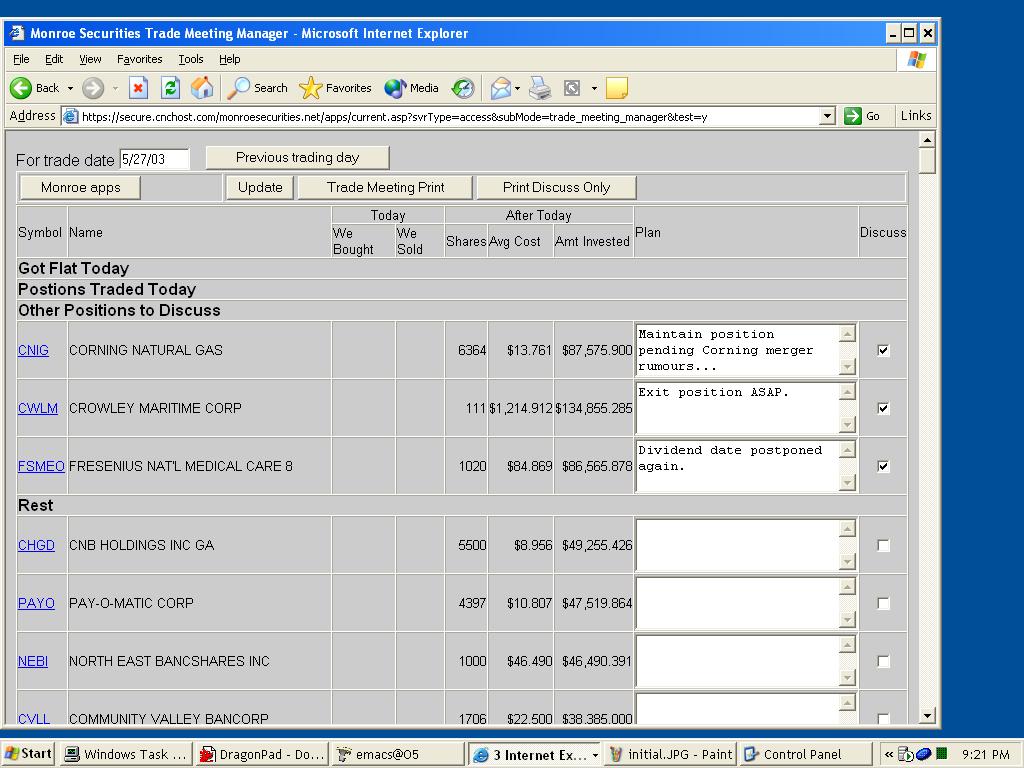 Monroe Securities Trade Meeting Manager - Microsoft Internet Explorer
File Edit View Favorites Tools Help
Back Search Favorites Media
Address https://secure.cnchost.com/monroesecurities.net/apps/current.asp?svrType=access&subMode=trade_meeting_manager&test=y Go Links
For trade date 5/27/03 Previous trading day
Monroe apps Update Trade Meeting Print Print Discuss Only
Today After Today
Symbol Name We Bought We Sold Shares Avg Cost Amt Invested Plan Discuss
Got Flat Today
Postions Traded Today
Other Positions to Discuss
CNIG CORNING NATURAL GAS 6364 $13.761 $87,575.900 Maintain position
pending Corning merger
rumours...
CWLM CROWLEY MARITIME CORP 111 $1,214.912 $134,855.285 Exit position ASAP.
FSMEO FRESENIUS NAT'L MEDICAL CARE 8 1020 $84.869 $86,565.878 Dividend date postponed
again.
Rest
CHGD CNB HOLDINGS INC GA 5500 $8.956 $49,255.426
PAYO PAY-O-MATIC CORP 4397 $10.807 $47,519.864
NEBI NORTH EAST BANCSHARES INC 1000 $46.490 $46,490.391
CVLL COMMUNITY VALLEY BANCORP 1706 $22.500 $38,385.000
Start Windows Task ... DragonPad - Do... emacs@O5 3 Internet Ex... initial.JPG - Paint Control Panel « 9:21 PM